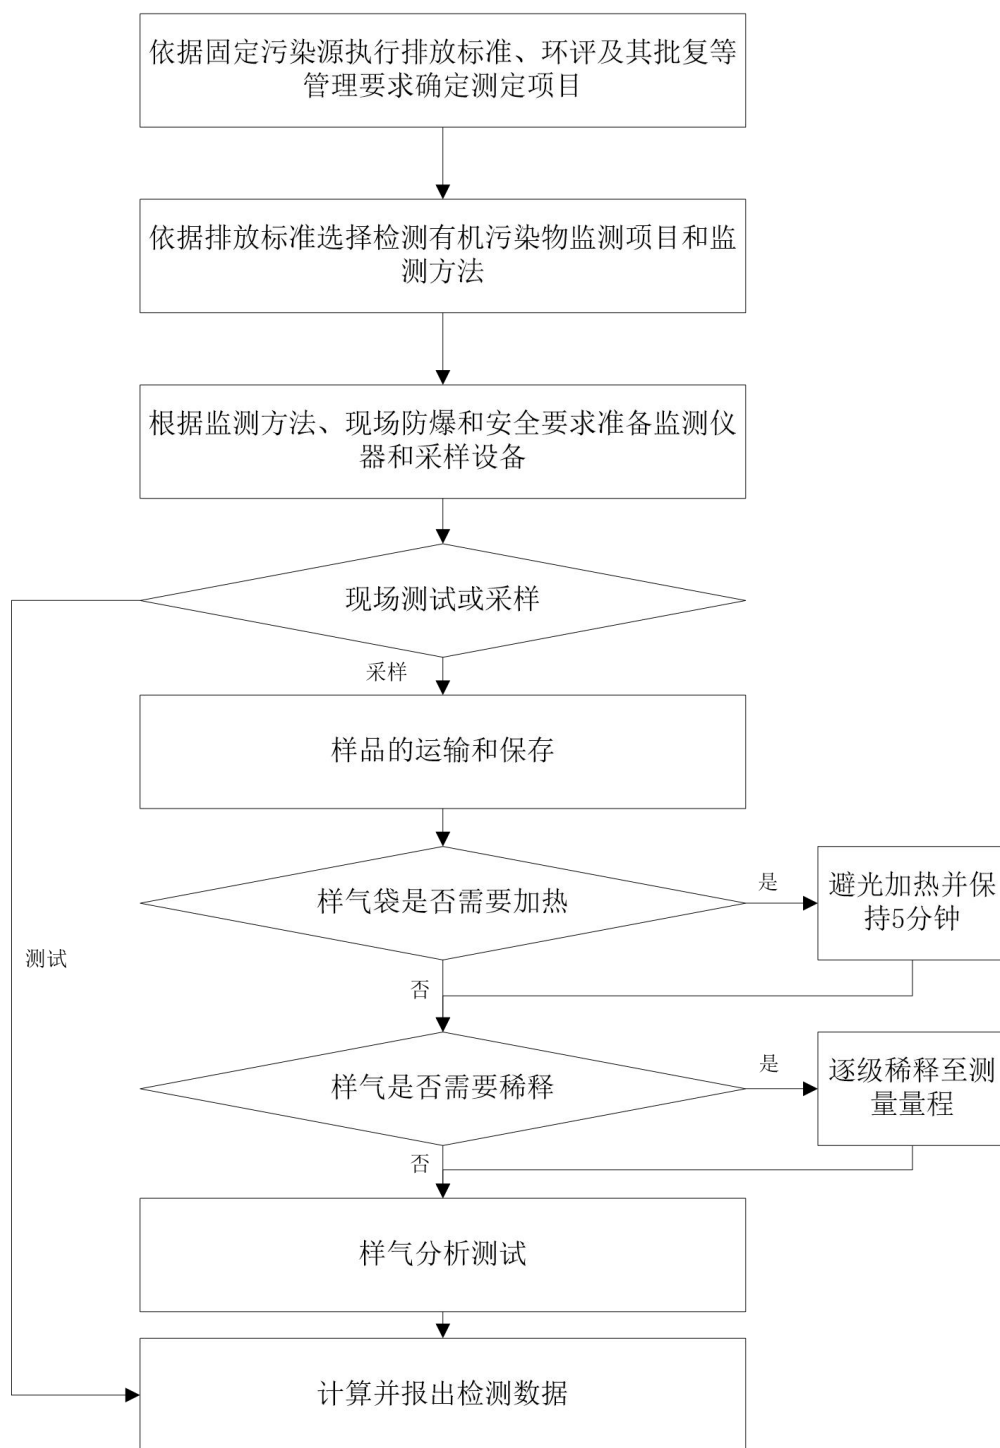 依据固定污染源执行排放标准、环评及其批复等
管理要求确定测定项目
依据排放标准选择检测有机污染物监测项目和监
测方法
根据监测方法、现场防爆和安全要求准备监测仪
器和采样设备
现场测试或采样
采样
样品的运输和保存
样气袋是否需要加热
是
避光加热并保
持5分钟
测试
否
样气是否需要稀释
是
逐级稀释至测
量量程
否
样气分析测试
计算并报出检测数据